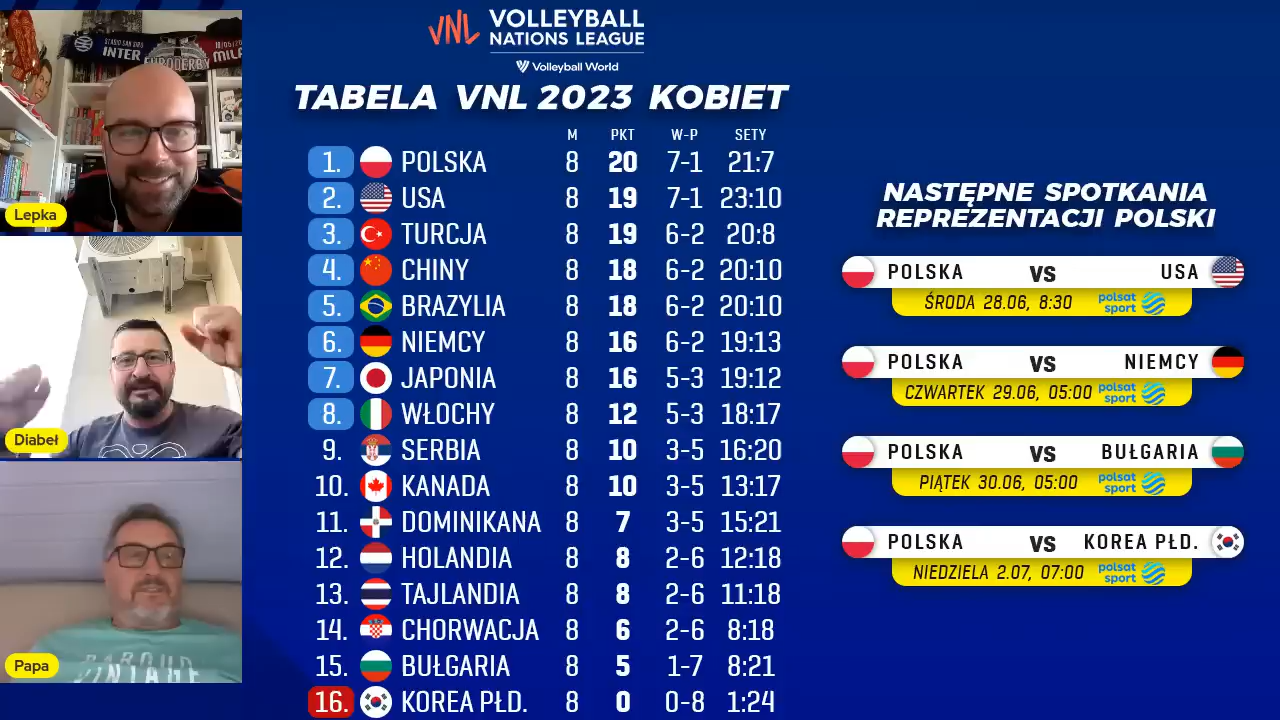 STADIO SAN SIRO
INTER
EURODERBY
MILA
Lepka
Diabeł
Papa
VNL VOLLEYBALL
NATIONS LEAGUE
Volleyball World
TABELA VNL 2023 KOBIET
M PKT W-P SETY
1. POLSKA 8 20 7-1 21:7
2. USA 8 19 7-1 23:10
3. TURCJA 8 19 6-2 20:8
4. CHINY 8 18 6-2 20:10
5. BRAZYLIA 8 18 6-2 20:10
6. NIEMCY 8 16 6-2 19:13
7. JAPONIA 8 16 5-3 19:12
8. WŁOCHY 8 12 5-3 18:17
9. SERBIA 8 10 3-5 16:20
10. KANADA 8 10 3-5 13:17
11. DOMINIKANA 8 7 3-5 15:21
12. HOLANDIA 8 8 2-6 12:18
13. TAJLANDIA 8 8 2-6 11:18
14. CHORWACJA 8 6 2-6 8:18
15. BUŁGARIA 8 5 1-7 8:21
16. KOREA PŁD. 8 0 0-8 1:24
NASTĘPNE SPOTKANIA
REPREZENTACJI POLSKI
POLSKA VS USA
ŚRODA 28.06, 8:30 polsat sport
POLSKA VS NIEMCY
CZWARTEK 29.06, 05:00 polsat sport
POLSKA VS BUŁGARIA
PIĄTEK 30.06, 05:00 polsat sport
POLSKA VS KOREA PŁD.
NIEDZIELA 2.07, 07:00 polsat sport